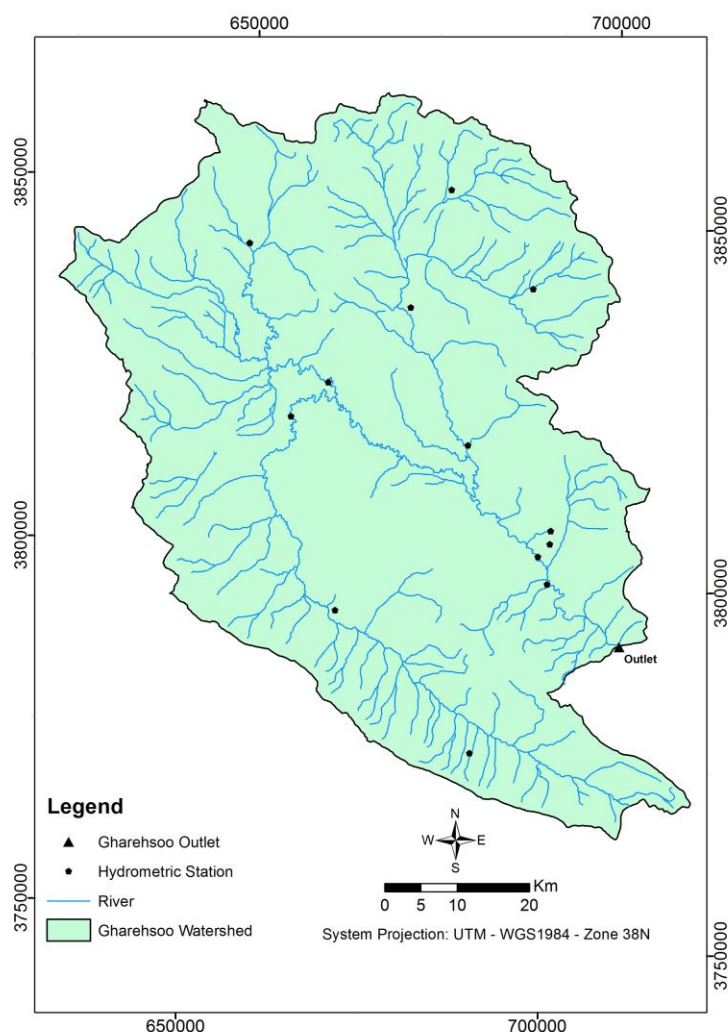 650000
700000
3850000
3850000
3800000
3800000
Outlet
Legend
Gharehsoo Outlet
Hydrometric Station
River
Gharehsoo Watershed
N
W E
S
Km
0 5 10 20
System Projection: UTM - WGS1984 - Zone 38N
3750000
3750000
650000
700000